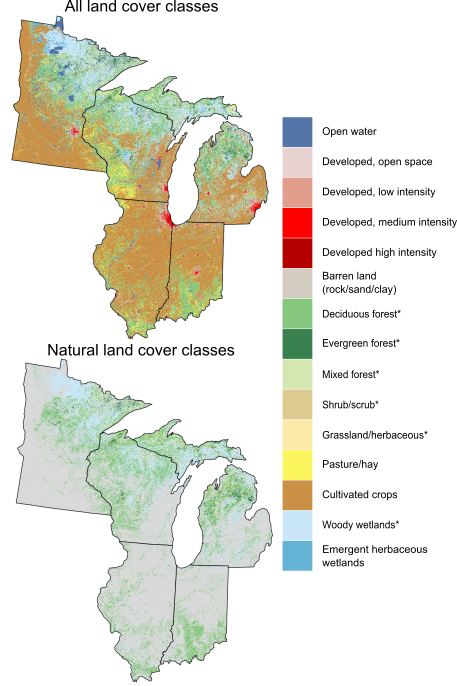 All land cover classes
Open water
Developed, open space
Developed, low intensity
Developed, medium intensity
Developed high intensity
Barren land
(rock/sand/clay)
Deciduous forest*
Evergreen forest*
Mixed forest*
Shrub/scrub*
Grassland/herbaceous*
Pasture/hay
Cultivated crops
Woody wetlands*
Emergent herbaceous
wetlands
Natural land cover classes